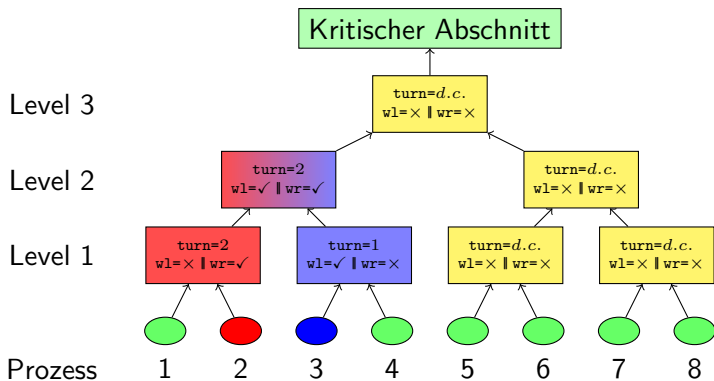 Kritischer Abschnitt
Level 3
turn=d.c.
wl=× ‖ wr=×
Level 2
turn=2
wl=✓ ‖ wr=✓
turn=d.c.
wl=× ‖ wr=×
Level 1
turn=2
wl=× ‖ wr=✓
turn=1
wl=✓ ‖ wr=×
turn=d.c.
wl=× ‖ wr=×
turn=d.c.
wl=× ‖ wr=×
Prozess 1 2 3 4 5 6 7 8